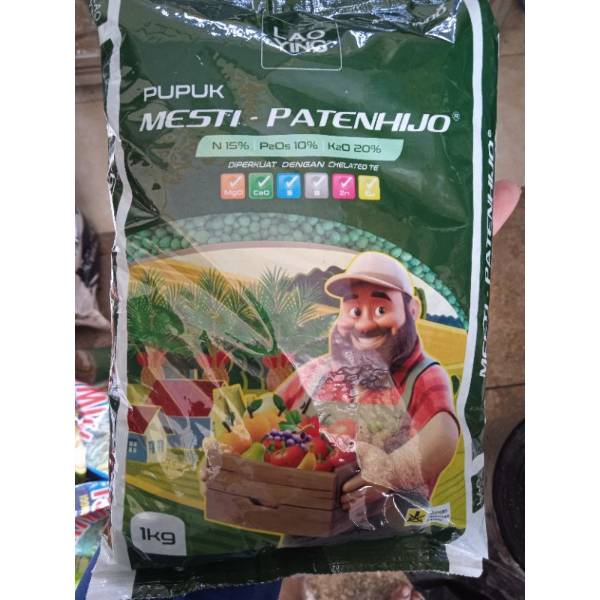 LAO
YING
PUPUK
MESTI - PATENHIJO®
N 15% | P2O5 10% | K2O 20%
DIPERKUAT DENGAN CHELATED TE
MgO CaO S B Zn
MESTI - PATENHIJO®
1kg